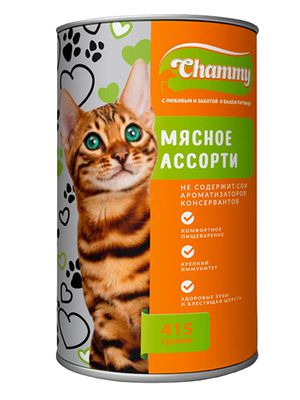 Chammy
С ЛЮБОВЬЮ И ЗАБОТОЙ О ВАШЕМ ПИТОМЦЕ
МЯСНОЕ
АССОРТИ
НЕ СОДЕРЖИТ СОИ
АРОМАТИЗАТОРОВ
КОНСЕРВАНТОВ
КОМФОРТНОЕ
ПИЩЕВАРЕНИЕ
КРЕПКИЙ
ИММУНИТЕТ
ЗДОРОВЫЕ ЗУБЫ
И БЛЕСТЯЩАЯ ШЕРСТЬ
415
грамм